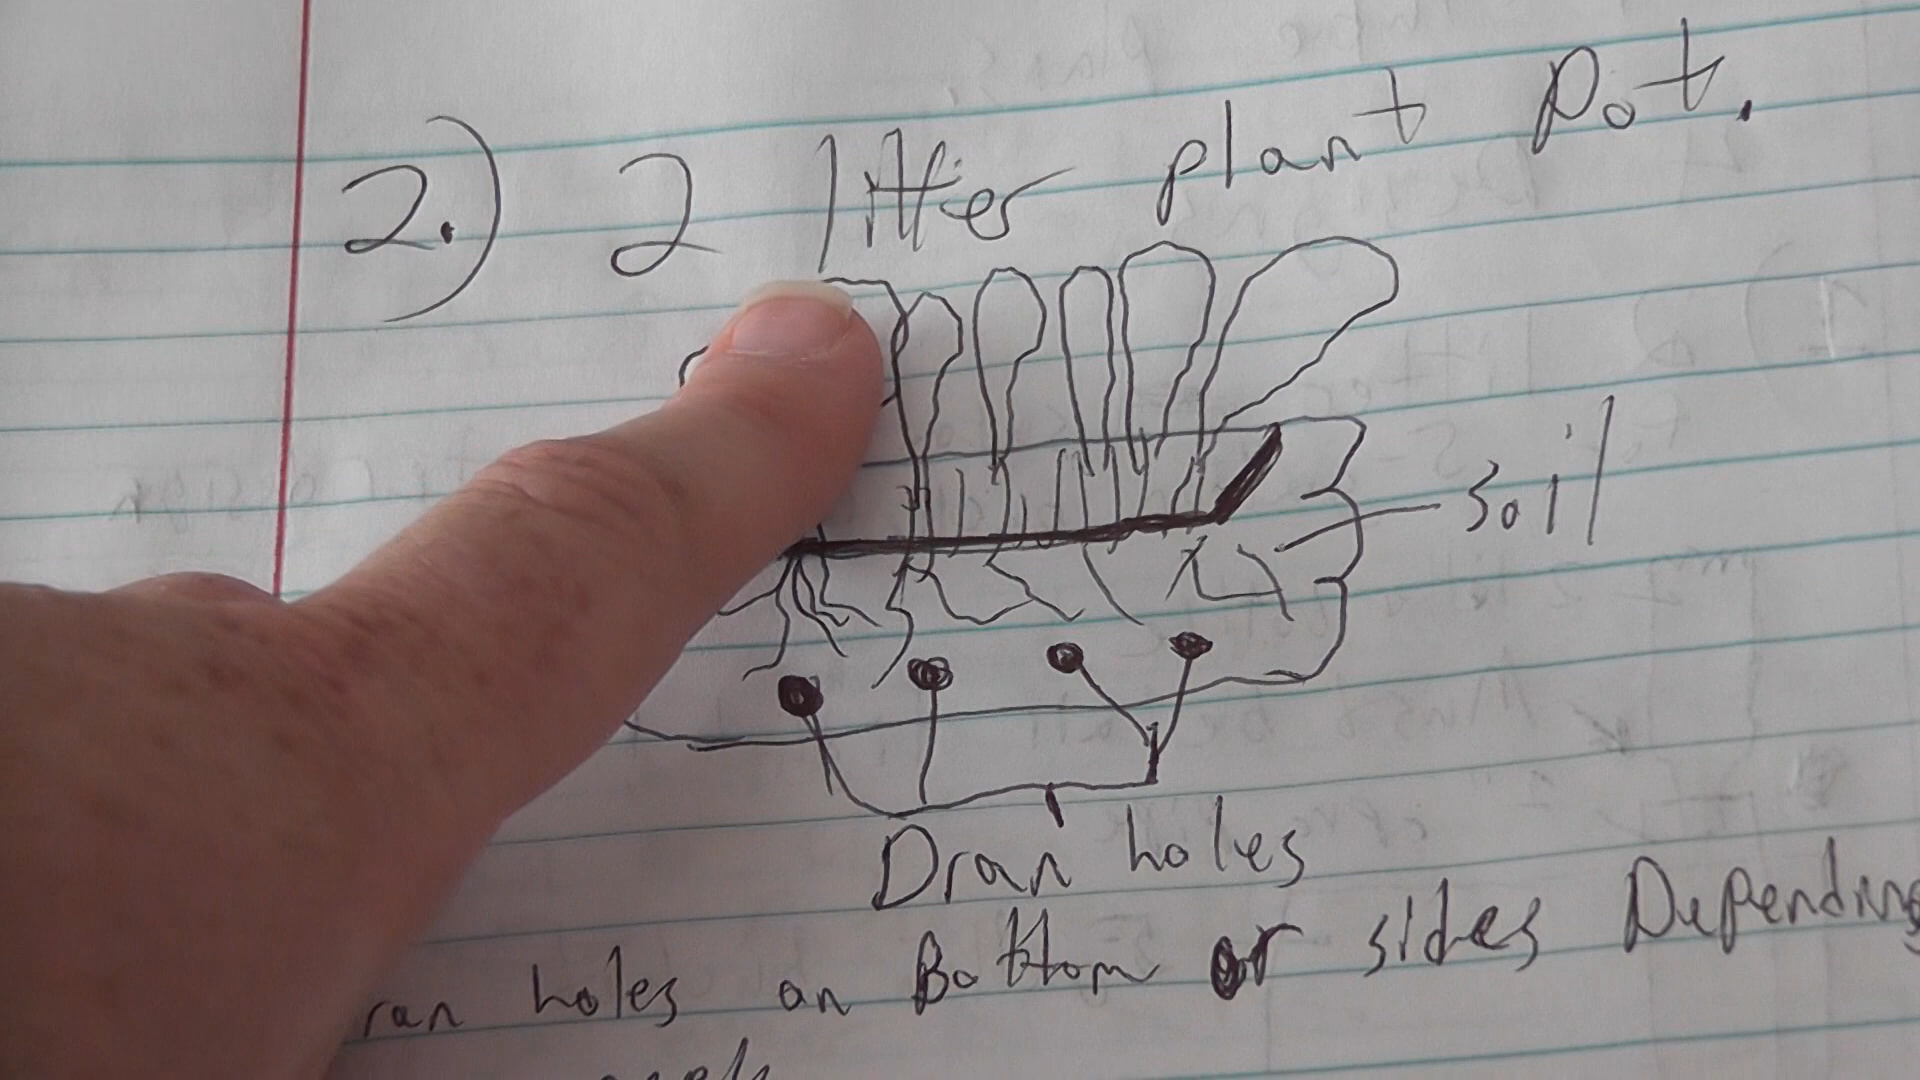 2.) 2 litter plant pot.
soil
Dran holes
ran holes on Bottom or sides Depending